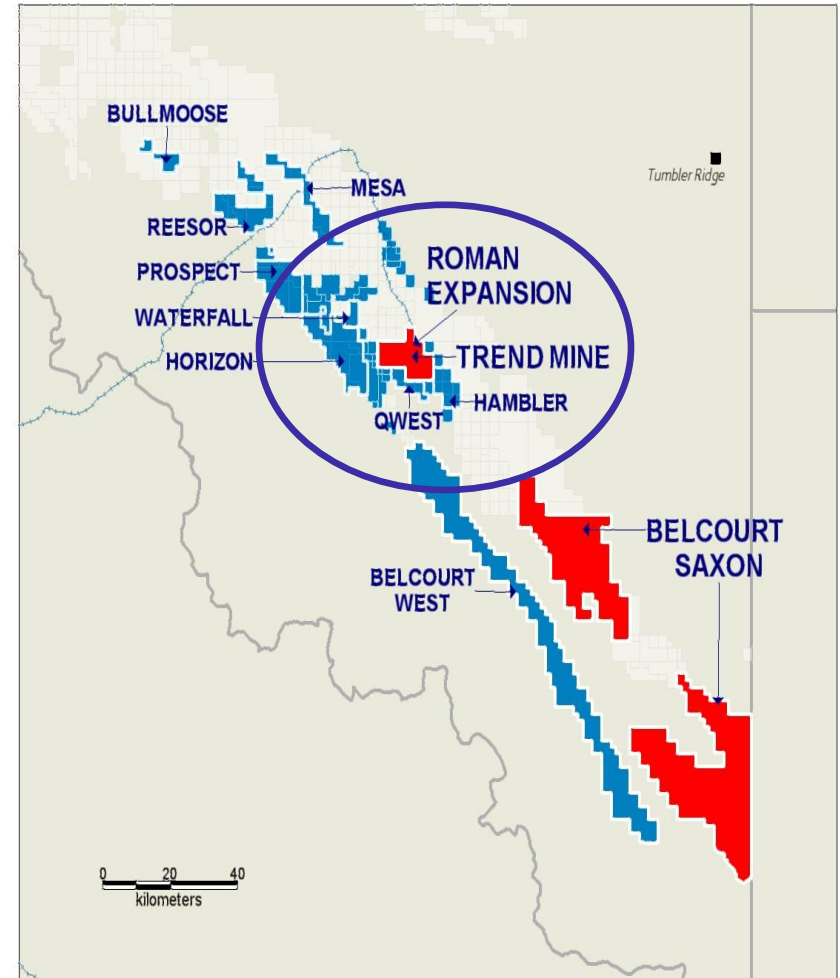 BULLMOOSE
Tumbler Ridge
MESA
REESOR
ROMAN
EXPANSION
PROSPECT
WATERFALL
TREND MINE
HORIZON
HAMBLER
QWEST
BELCOURT
SAXON
BELCOURT
WEST
0 20 40
kilometers